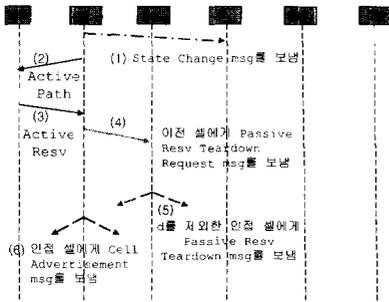 (1) State Change msg를 보냄
(2)
Active
Path
(3)
Active
Resv
(4)
이전 셀에게 Passive
Resv Teardown
Request msg를 보냄
(5)
d를 제외한 인접 셀에게
Passive Resv
Teardown msg를 보냄
(6) 인접 셀에게 Cell
Advertisement
msg를 보냄